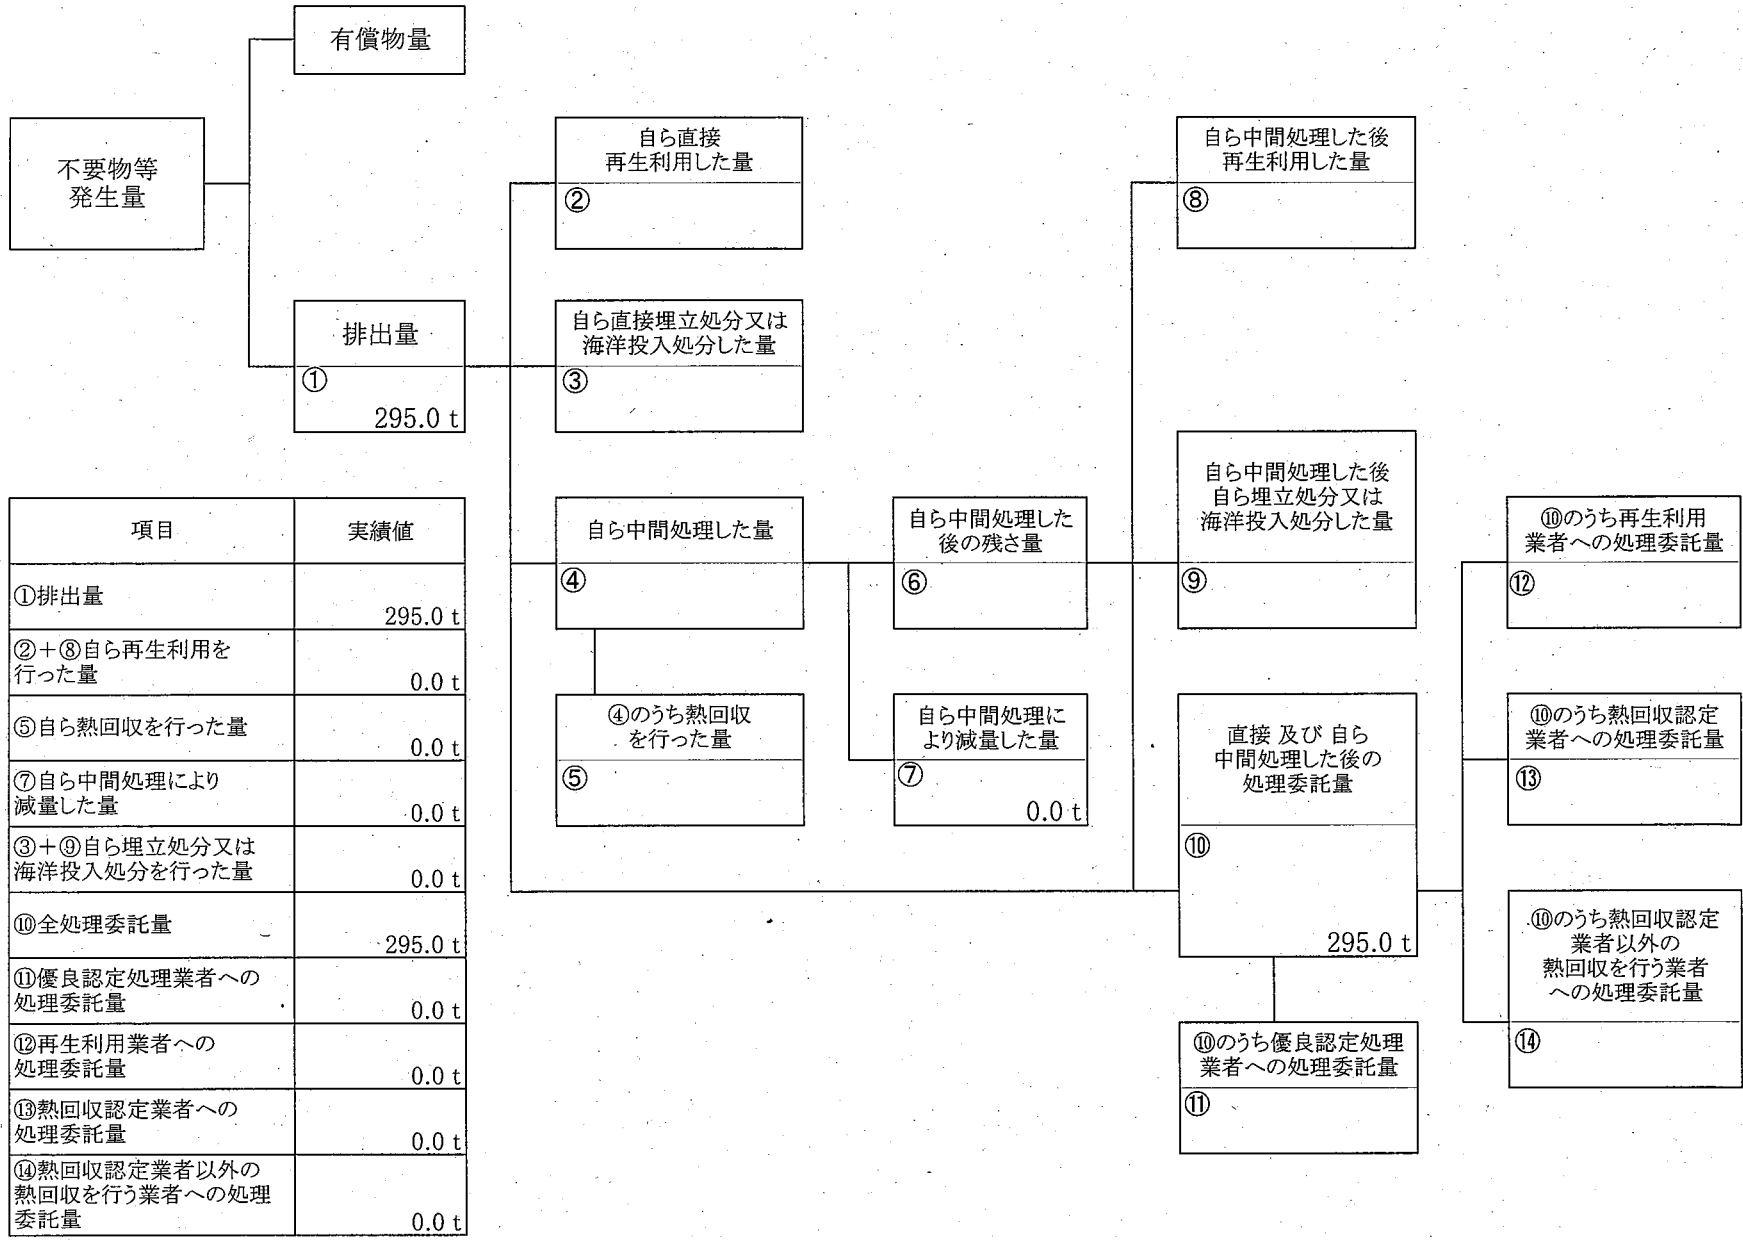 有償物量
不要物等
発生量
排出量
①
295.0 t
自ら直接
再生利用した量
②
自ら直接埋立処分又は
海洋投入処分した量
③
自ら中間処理した量
④
④のうち熱回収
を行った量
⑤
自ら中間処理した
後の残さ量
⑥
自ら中間処理に
より減量した量
⑦
0.0 t
自ら中間処理した後
再生利用した量
⑧
自ら中間処理した後
自ら埋立処分又は
海洋投入処分した量
⑨
直接 及び 自ら
中間処理した後の
処理委託量
⑩
295.0 t
⑩のうち優良認定処理
業者への処理委託量
⑪
⑩のうち再生利用
業者への処理委託量
⑫
⑩のうち熱回収認定
業者への処理委託量
⑬
⑩のうち熱回収認定
業者以外の
熱回収を行う業者
への処理委託量
⑭
項目 実績値
①排出量
295.0 t
②＋⑧自ら再生利用を
行った量
0.0 t
⑤自ら熱回収を行った量
0.0 t
⑦自ら中間処理により
減量した量
0.0 t
③＋⑨自ら埋立処分又は
海洋投入処分を行った量
0.0 t
⑩全処理委託量
295.0 t
⑪優良認定処理業者への
処理委託量
0.0 t
⑫再生利用業者への
処理委託量
0.0 t
⑬熱回収認定業者への
処理委託量
0.0 t
⑭熱回収認定業者以外の
熱回収を行う業者への処理
委託量
0.0 t